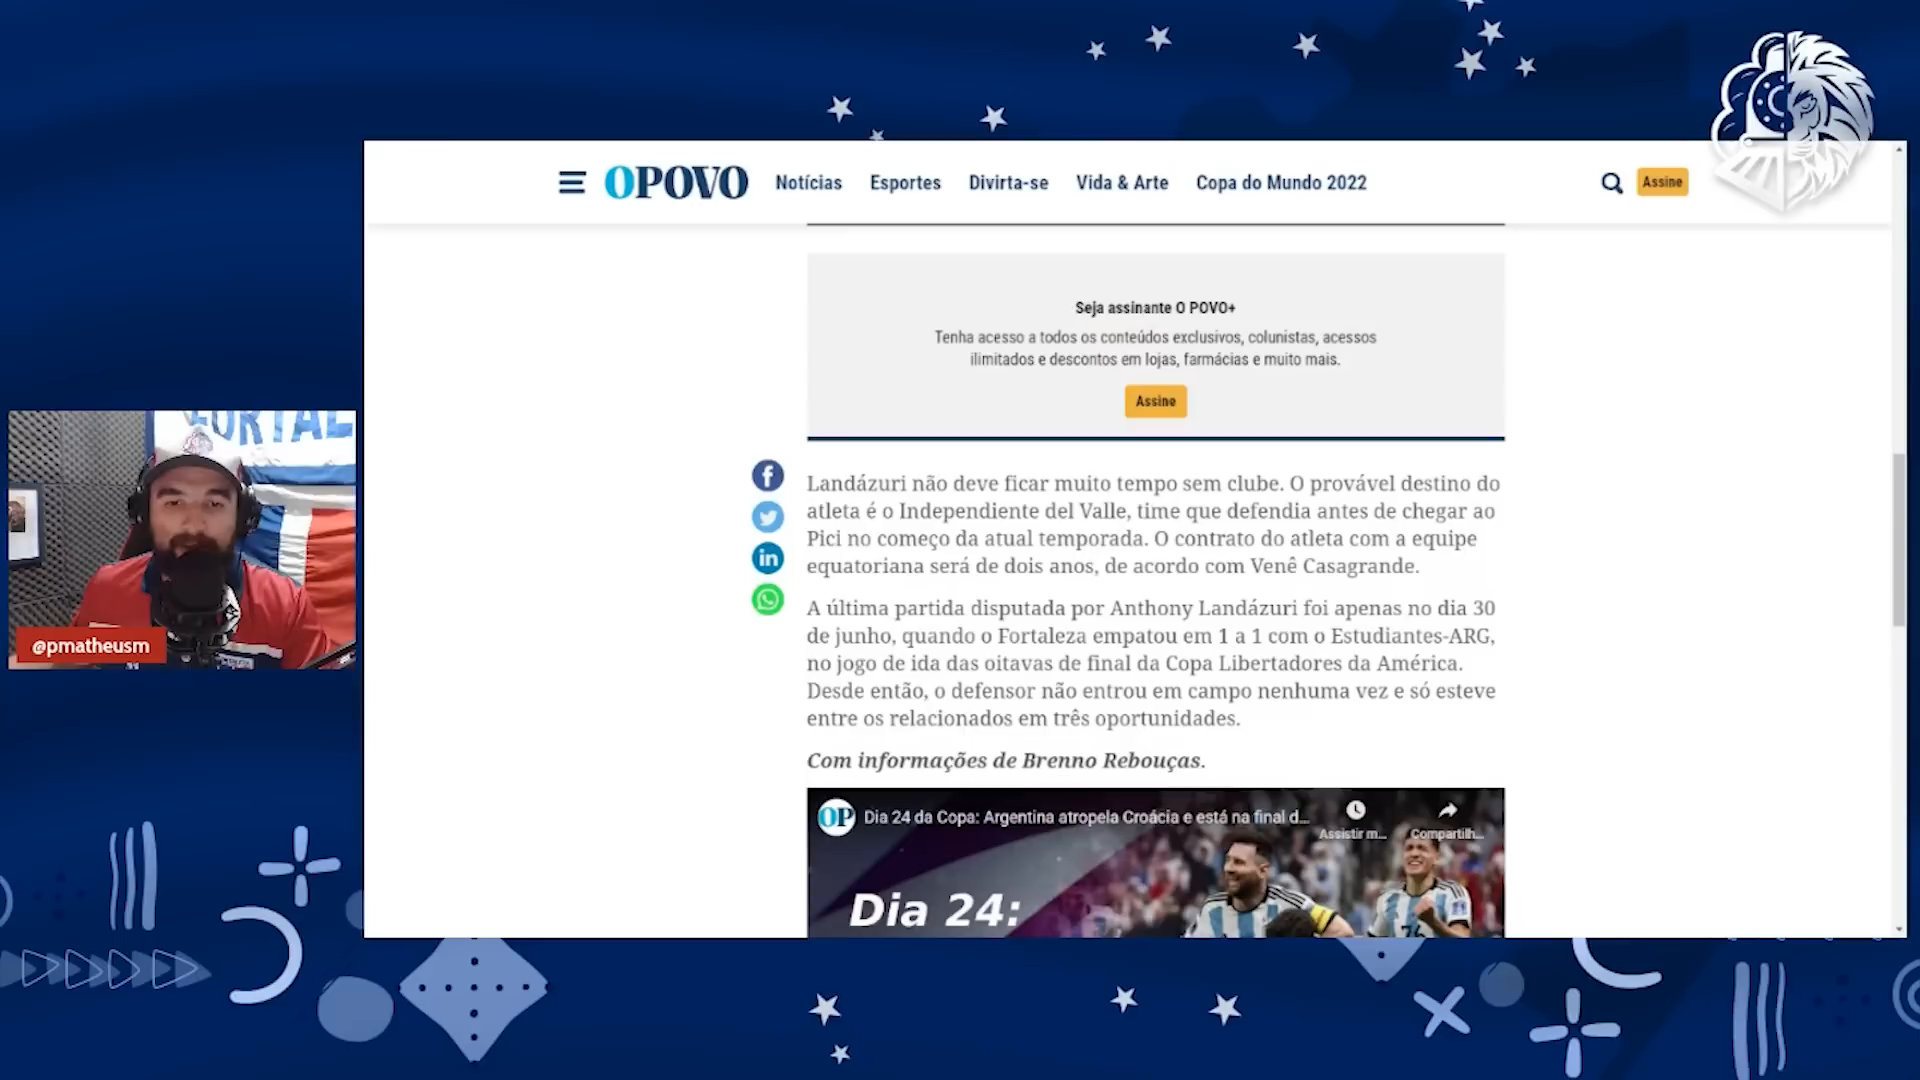 OPOVO Notícias Esportes Divirta-se Vida & Arte Copa do Mundo 2022 Assine
Seja assinante O POVO+
Tenha acesso a todos os conteúdos exclusivos, colunistas, acessos
ilimitados e descontos em lojas, farmácias e muito mais.
Assine
Landázuri não deve ficar muito tempo sem clube. O provável destino do
atleta é o Independiente del Valle, time que defendia antes de chegar ao
Pici no começo da atual temporada. O contrato do atleta com a equipe
equatoriana será de dois anos, de acordo com Venê Casagrande.
A última partida disputada por Anthony Landázuri foi apenas no dia 30
de junho, quando o Fortaleza empatou em 1 a 1 com o Estudiantes-ARG,
no jogo de ida das oitavas de final da Copa Libertadores da América.
Desde então, o defensor não entrou em campo nenhuma vez e só esteve
entre os relacionados em três oportunidades.
Com informações de Brenno Rebouças.
OP Dia 24 da Copa: Argentina atropela Croácia e está na final d...
Assistir m... Compartilh...
Dia 24:
FORTAL
@pmatheusm